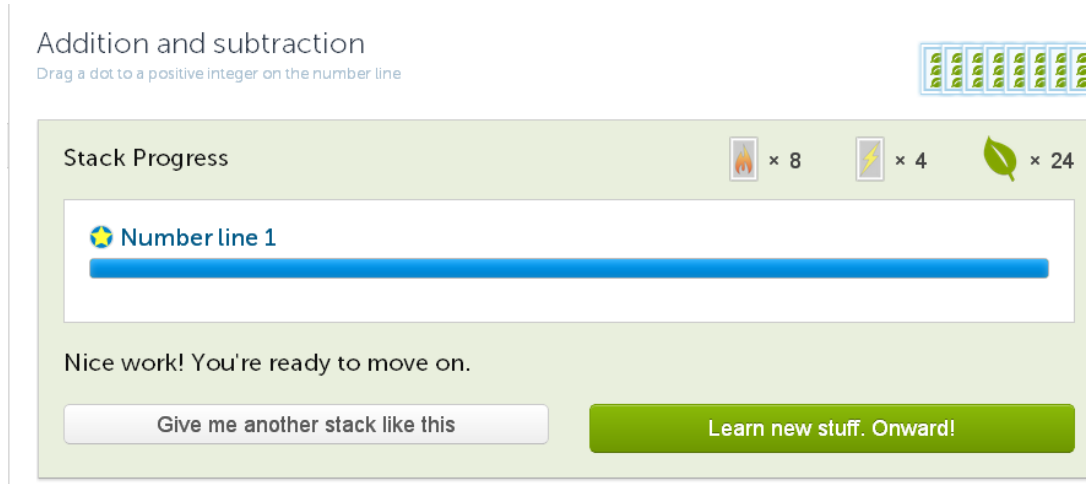 Addition and subtraction
Drag a dot to a positive integer on the number line
Stack Progress
× 8
× 4
× 24
Number line 1
Nice work! You're ready to move on.
Give me another stack like this
Learn new stuff. Onward!